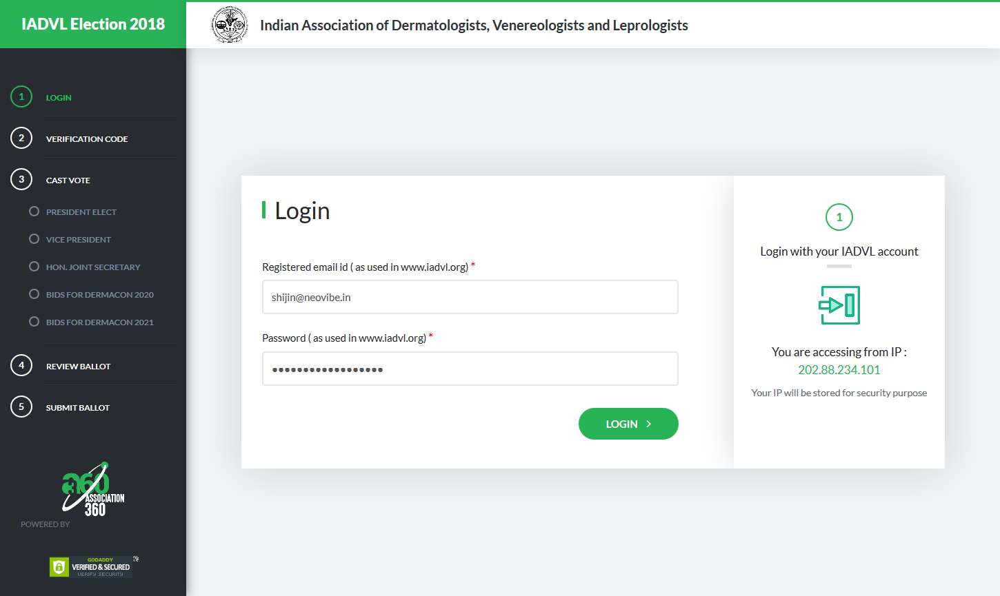 IADVL Election 2018
Indian Association of Dermatologists, Venereologists and Leprologists
1 LOGIN
2 VERIFICATION CODE
3 CAST VOTE
PRESIDENT ELECT
VICE PRESIDENT
HON. JOINT SECRETARY
BIDS FOR DERMACON 2020
BIDS FOR DERMACON 2021
4 REVIEW BALLOT
5 SUBMIT BALLOT
a360
ASSOCIATION
360
POWERED BY
GODADDY
VERIFIED & SECURED
VERIFY SECURITY
Login
Registered email id ( as used in www.iadvl.org) *
shijin@neovibe.in
Password ( as used in www.iadvl.org) *
••••••••••••••••••
LOGIN
1
Login with your IADVL account
You are accessing from IP :
202.88.234.101
Your IP will be stored for security purpose